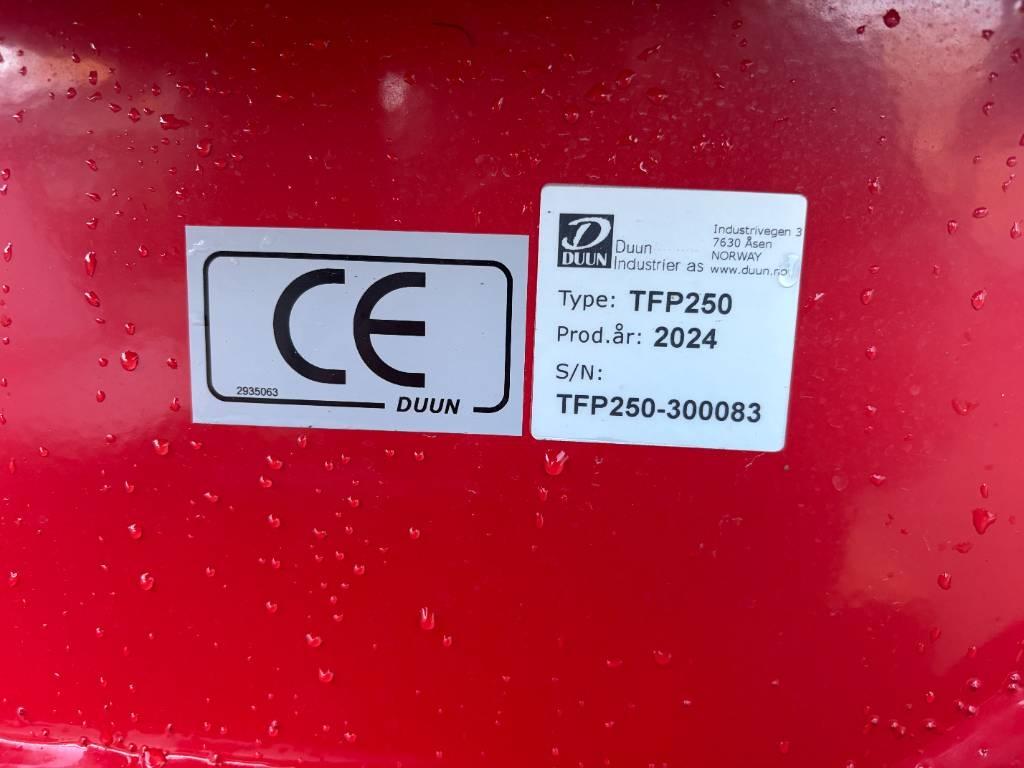 CE
2935063
DUUN
D
DUUN
Duun
Industrier as
Industrivegen 3
7630 Åsen
NORWAY
www.duun.no
Type: TFP250
Prod.år: 2024
S/N:
TFP250-300083